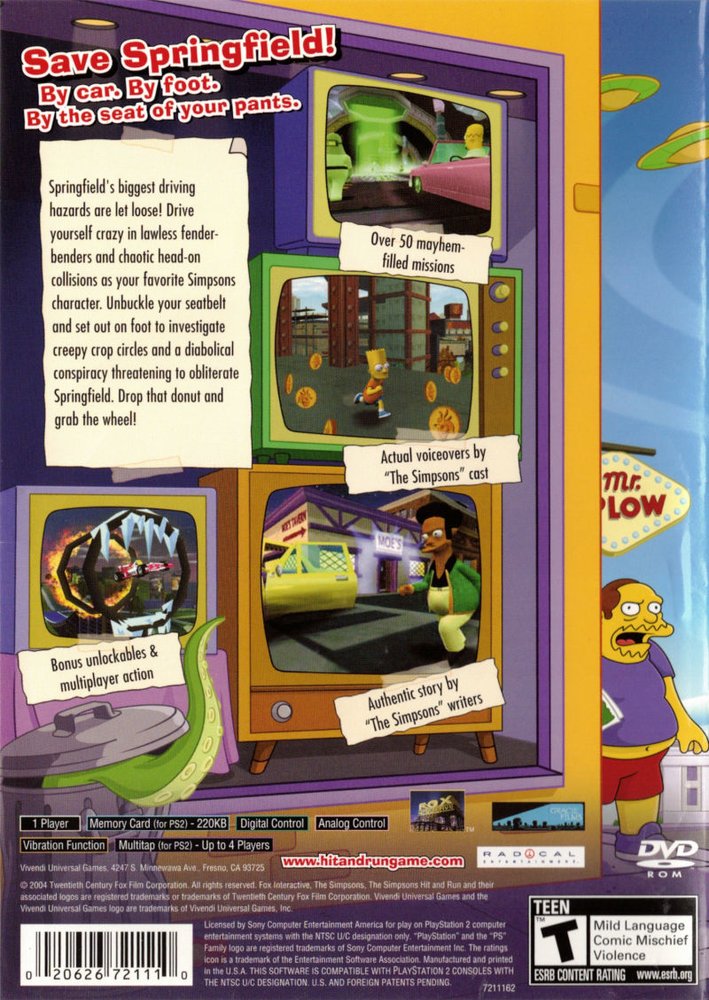 Save Springfield!
By car. By foot.
By the seat of your pants.
Springfield's biggest driving
hazards are let loose! Drive
yourself crazy in lawless fender-
benders and chaotic head-on
collisions as your favorite Simpsons
character. Unbuckle your seatbelt
and set out on foot to investigate
creepy crop circles and a diabolical
conspiracy threatening to obliterate
Springfield. Drop that donut and
grab the wheel!
Over 50 mayhem-
filled missions
Actual voiceovers by
"The Simpsons" cast
MOE'S TAVERN
MOE'S
Bonus unlockables &
multiplayer action
Authentic story by
"The Simpsons" writers
Mr.
PLOW
1 Player
Memory Card (for PS2) - 220KB
Digital Control
Analog Control
Vibration Function
Multitap (for PS2) - Up to 4 Players
FOX
INTERACTIVE
TM
GRACIE
FILMS
www.hitandrungame.com
RADICAL
ENTERTAINMENT
DVD
ROM
Vivendi Universal Games. 4247 S. Minnewawa Ave., Fresno, CA 93725
© 2004 Twentieth Century Fox Film Corporation. All rights reserved. Fox Interactive, The Simpsons, The Simpsons Hit and Run and their
associated logos are registered trademarks or trademarks of Twentieth Century Fox Film Corporation. Vivendi Universal Games and the
Vivendi Universal Games logo are trademarks of Vivendi Universal Games, Inc.
Licensed by Sony Computer Entertainment America for play on PlayStation 2 computer
entertainment systems with the NTSC U/C designation only. "PlayStation" and the "PS"
Family logo are registered trademarks of Sony Computer Entertainment Inc. The ratings
icon is a trademark of the Entertainment Software Association. Manufactured and printed
in the U.S.A. THIS SOFTWARE IS COMPATIBLE WITH PLAYSTATION 2 CONSOLES WITH
THE NTSC U/C DESIGNATION. U.S. AND FOREIGN PATENTS PENDING.
0 20626 72111 0
7211162
TEEN
T
TM
Mild Language
Comic Mischief
Violence
ESRB CONTENT RATING
www.esrb.org